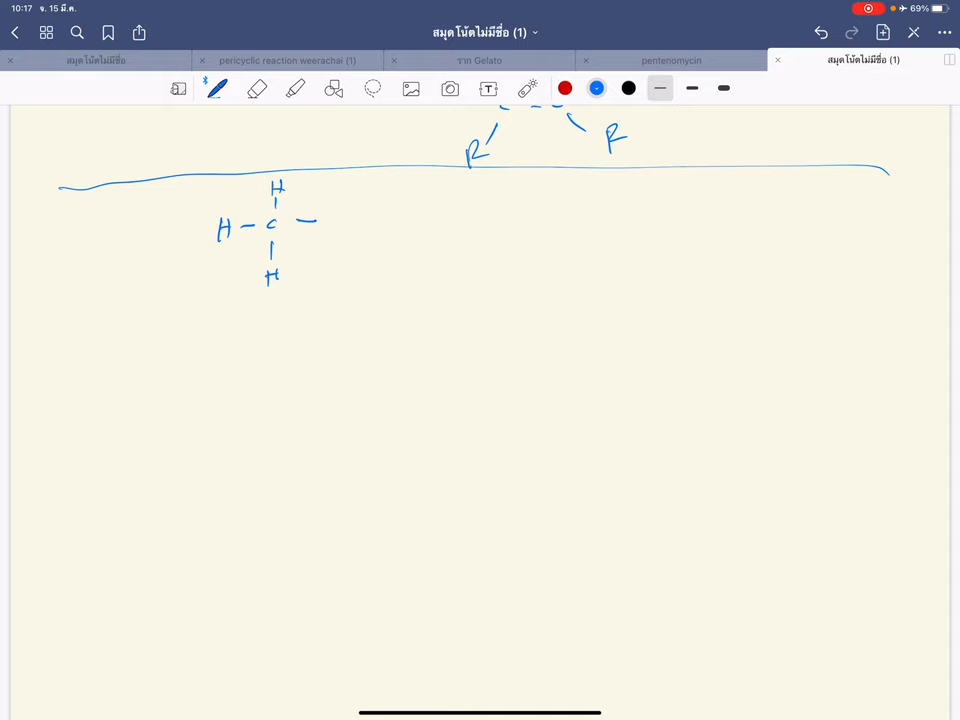 10:17 จ. 15 มี.ค. 69%
สมุดโน้ตไม่มีชื่อ (1)
สมุดโน้ตไม่มีชื่อ pericyclic reaction weerachai (1) ราก Gelato pentenomycin สมุดโน้ตไม่มีชื่อ (1)
T
R R
H
H - C -
H